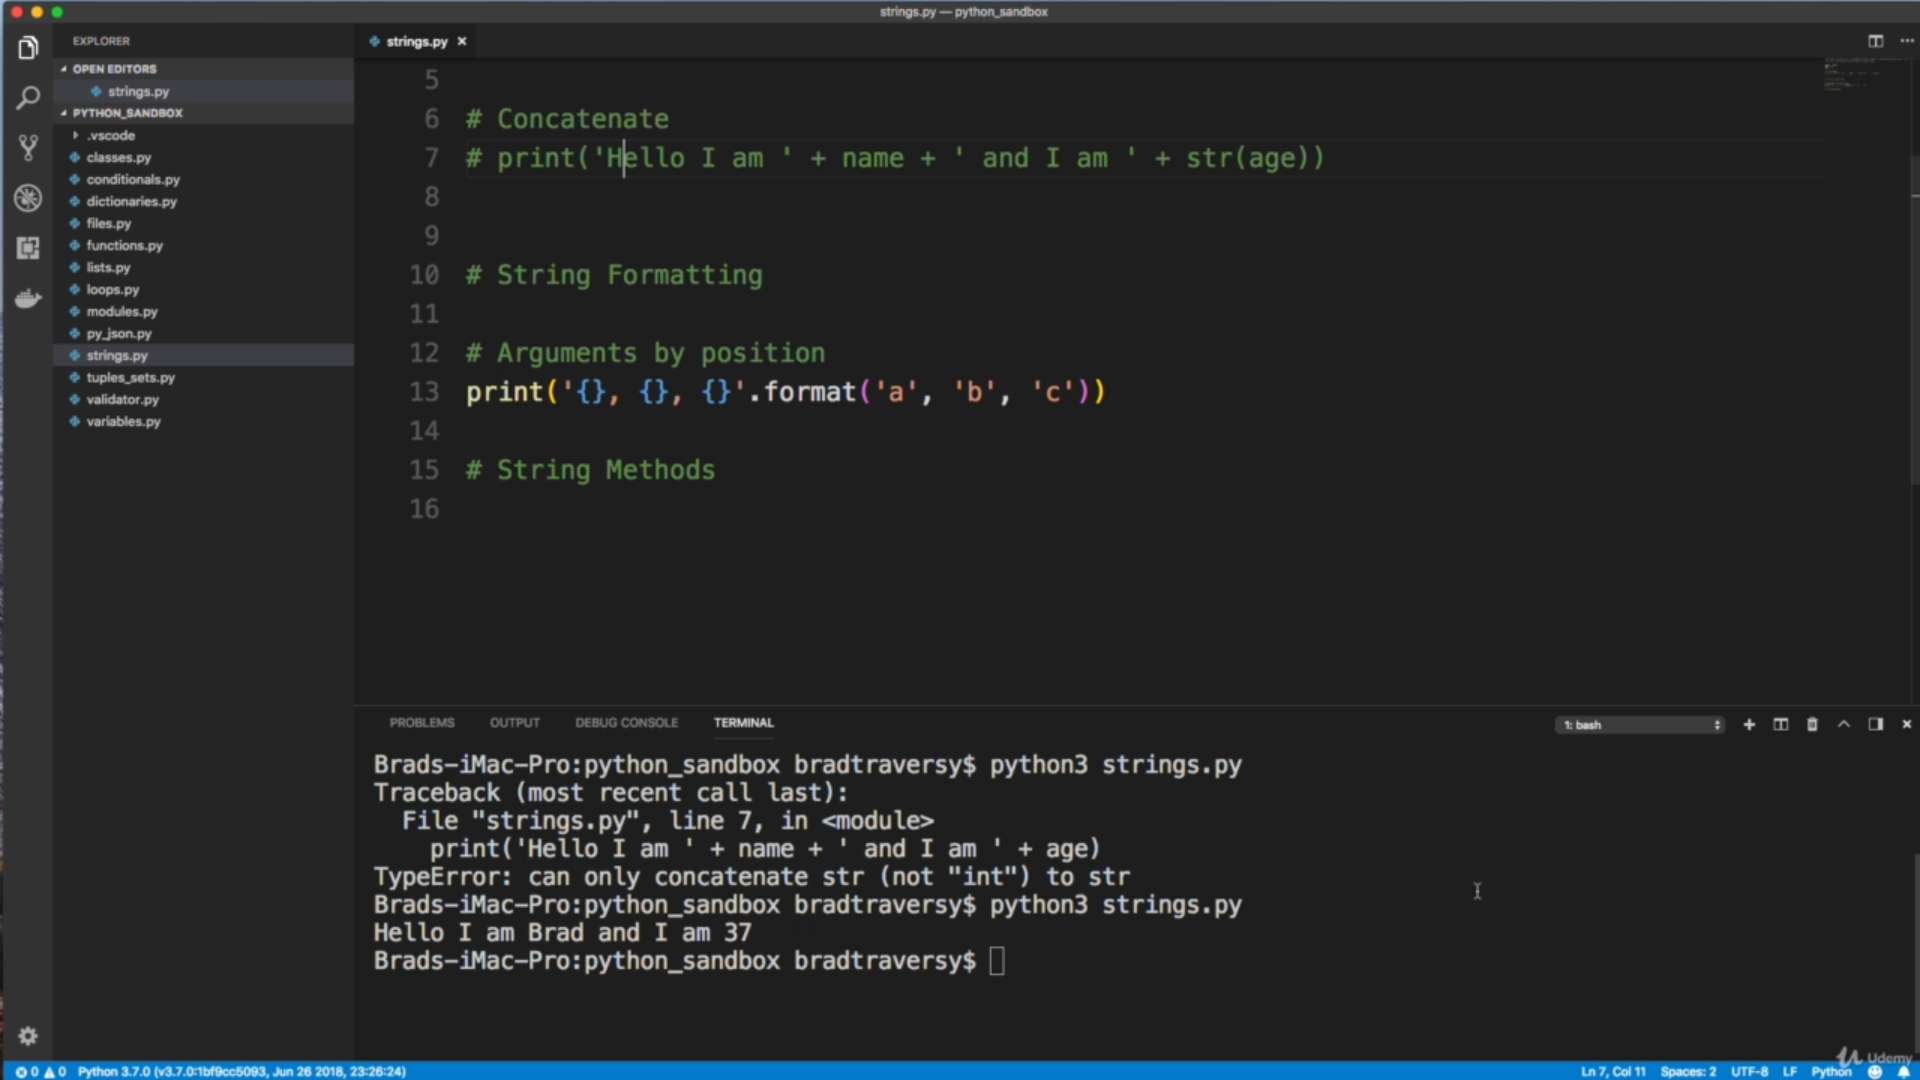 strings.py — python_sandbox
EXPLORER
OPEN EDITORS
strings.py
PYTHON_SANDBOX
.vscode
classes.py
conditionals.py
dictionaries.py
files.py
functions.py
lists.py
loops.py
modules.py
py_json.py
strings.py
tuples_sets.py
validator.py
variables.py
strings.py ×
5
6 # Concatenate
7 # print('Hello I am ' + name + ' and I am ' + str(age))
8
9
10 # String Formatting
11
12 # Arguments by position
13 print('{}, {}, {}'.format('a', 'b', 'c'))
14
15 # String Methods
16
PROBLEMS OUTPUT DEBUG CONSOLE TERMINAL 1: bash
Brads-iMac-Pro:python_sandbox bradtraversy$ python3 strings.py
Traceback (most recent call last):
File "strings.py", line 7, in <module>
print('Hello I am ' + name + ' and I am ' + age)
TypeError: can only concatenate str (not "int") to str
Brads-iMac-Pro:python_sandbox bradtraversy$ python3 strings.py
Hello I am Brad and I am 37
Brads-iMac-Pro:python_sandbox bradtraversy$
Udemy
0 0 Python 3.7.0 (v3.7.0:1bf9cc5093, Jun 26 2018, 23:26:24) Ln 7, Col 11 Spaces: 2 UTF-8 LF Python